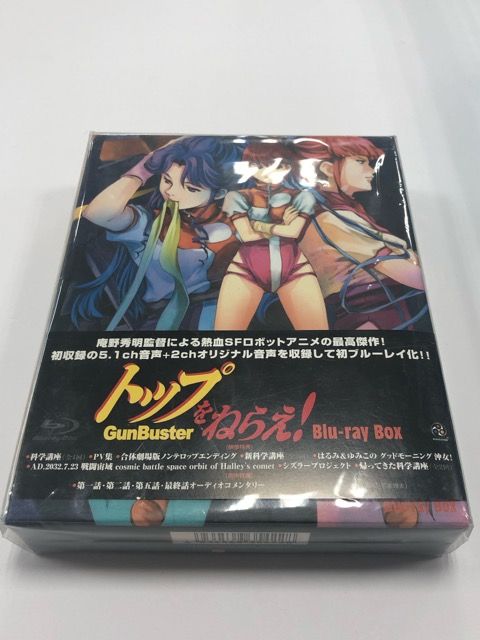 庵野秀明監督による熱血SFロボットアニメの最高傑作!
初収録の5.1ch音声+2chオリジナル音声を収録して初ブルーレイ化!!
トップをねらえ!
GunBuster
Blu-ray Box
•科学講座 •PV集 •合体劇場版ノンテロップエンディング •新科学講座 •はるみ&ゆみこの グッドモーニング 沖女!
•AD.2032.7.23 戦闘宙域 cosmic battle space orbit of Halley's comet •シズラープロジェクト •帰ってきた科学講座
•第一話・第二話・第五話・最終話オーディオコメンタリー
Blu-ray Box